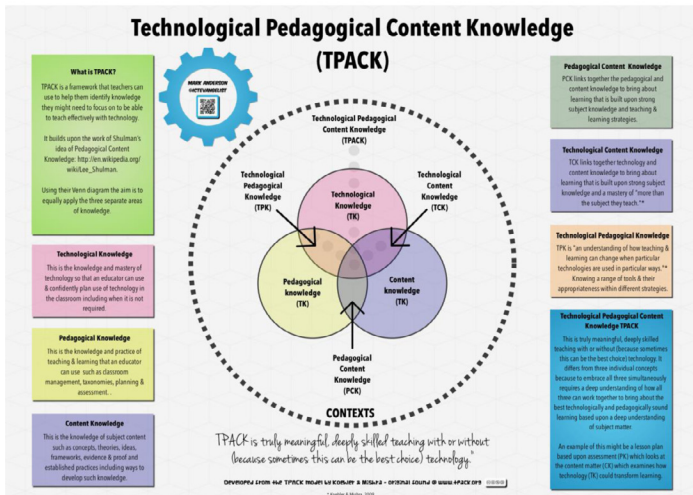 Technological Pedagogical Content Knowledge
(TPACK)
What is TPACK?
TPACK is a framework that teachers can
use to help them identify knowledge
they might need to focus on to be able
to teach effectively with technology.
It builds upon the work of Shulman's
idea of Pedagogical Content
Knowledge: http://en.wikipedia.org/
wiki/Lee_Shulman.
Using their Venn diagram the aim is to
equally apply the three separate areas
of knowledge.
Technological Knowledge
This is the knowledge and mastery of
technology so that an educator can use
& confidently plan use of technology in
the classroom including when it is not
required
Pedagogical Knowledge
This is the knowledge and practice of
teaching & learning that an educator
can use such as classroom
management, taxonomies, planning &
assessment. .
Content Knowledge
This is the knowledge of subject content
such as concepts, theories, ideas,
frameworks, evidence & proof and
established practices including ways to
develop such knowledge.
MARK ANDERSON
@ICTEVANGELIST
Technological Pedagogical
Content Knowledge
(TPACK)
Technological
Pedagogical
Knowledge
(TPK)
Technological
Content
Knowledge
(TCK)
Technological
Knowledge
(TK)
Pedagogical
knowledge
(TK)
Content
knowledge
(TK)
Pedagogical
Content
Knowledge
(PCK)
CONTEXTS
TPACK is truly meaningful, deeply skilled teaching with or without
(because sometimes this can be the best choice) technology."
Developed from the TPACK model by Koehler & Mishra - original found @ www.tpack.org
Pedagogical Content Knowledge
PCK links together the pedagogical and
content knowledge to bring about
learning that is built upon strong
subject knowledge and teaching &
learning strategies.
Technological Content Knowledge
TCK links together technology and
content knowledge to bring about
learning that is built upon strong subject
knowledge and a mastery of "more than
the subject they teach."*
Technological Pedagogical Knowledge
TPK is "an understanding of how teaching &
learning can change when particular
technologies are used in particular ways."*
Knowing a range of tools & their
appropriateness within different strategies.
Technological Pedagogical Content
Knowledge TPACK
This is truly meaningful, deeply skilled
teaching with or without (because sometimes
this can be the best choice) technology. It
differs from three individual concepts
because to embrace all three simultaneously
requires a deep understanding of how all
three can work together to bring about the
best technologically and pedagogically sound
learning based upon a deep understanding
of subject matter.
An example of this might be a lesson plan
based upon assessment (PK) which looks at
the content matter (CK) which examines how
technology (TK) could transform learning.